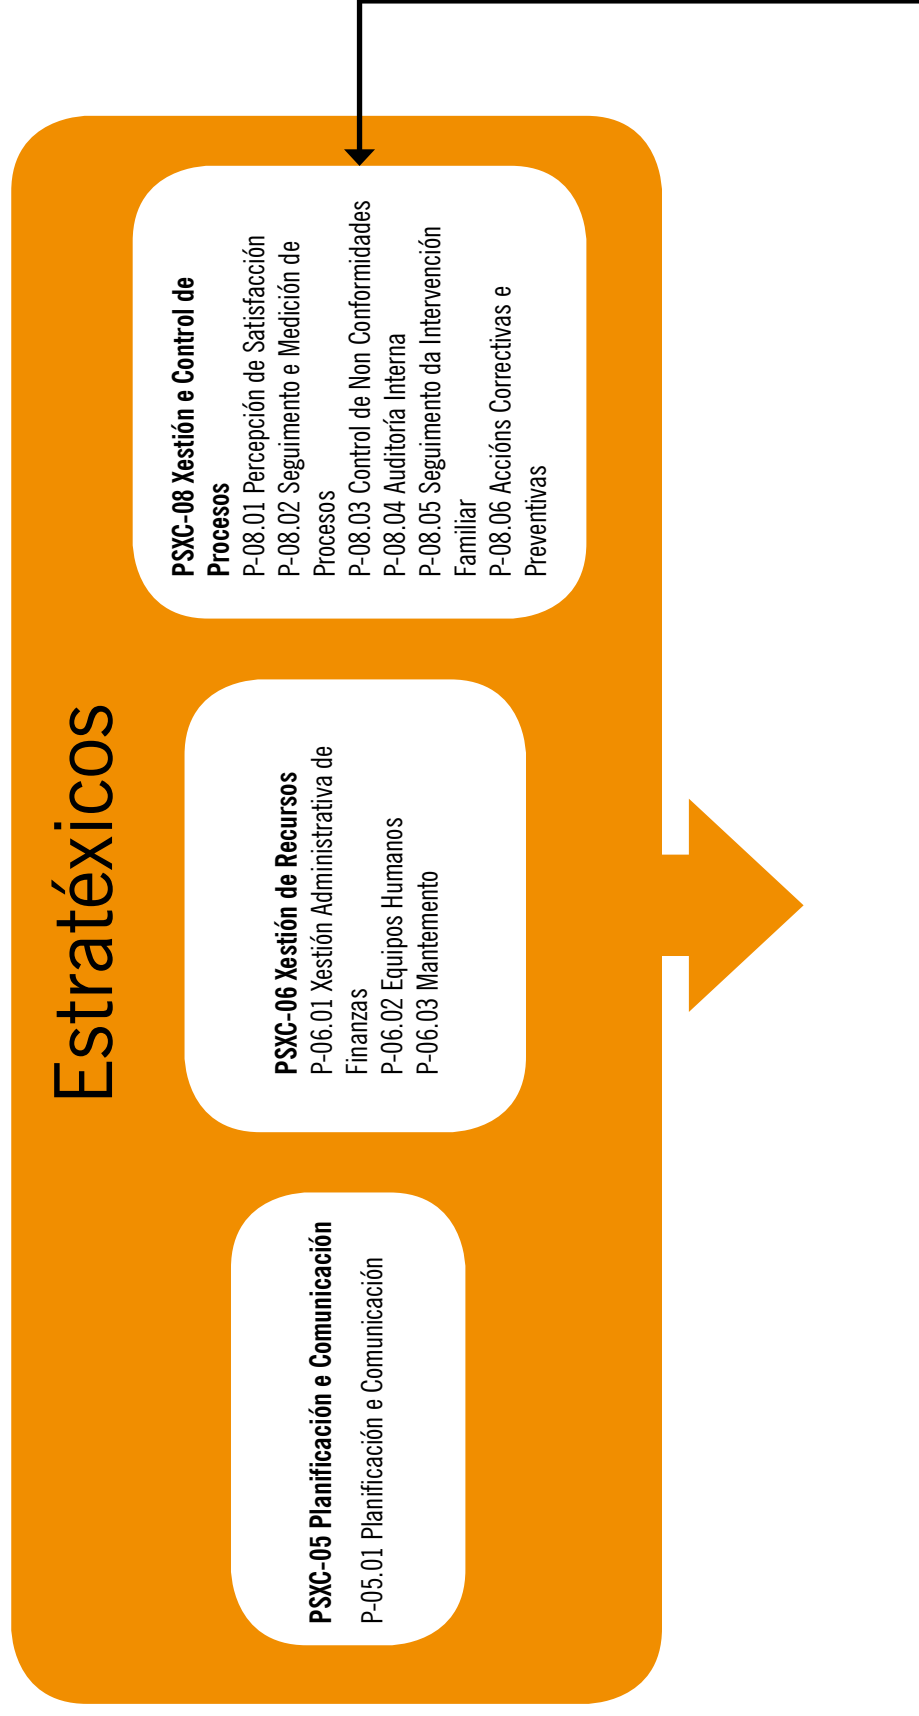 Estratéxicos
PSXC-05 Planificación e Comunicación
P-05.01 Planificación e Comunicación
PSXC-06 Xestión de Recursos
P-06.01 Xestión Administrativa de
Finanzas
P-06.02 Equipos Humanos
P-06.03 Mantemento
PSXC-08 Xestión e Control de
Procesos
P-08.01 Percepción de Satisfacción
P-08.02 Seguimento e Medición de
Procesos
P-08.03 Control de Non Conformidades
P-08.04 Auditoría Interna
P-08.05 Seguimento da Intervención
Familiar
P-08.06 Accións Correctivas e
Preventivas